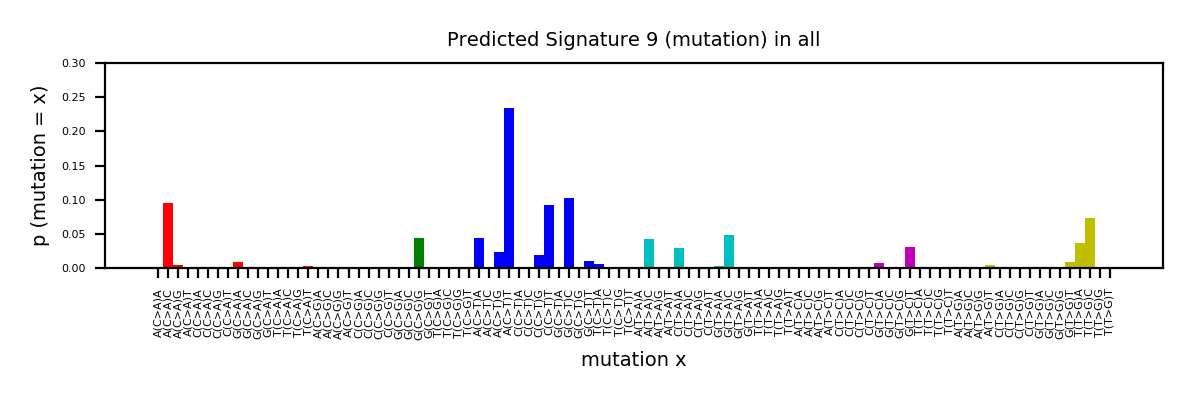 Predicted Signature 9 (mutation) in all
p (mutation = x)
0.30
0.25
0.20
0.15
0.10
0.05
0.00
A(C>A)A
A(C>A)C
A(C>A)G
A(C>A)T
C(C>A)A
C(C>A)C
C(C>A)G
C(C>A)T
G(C>A)A
G(C>A)C
G(C>A)G
G(C>A)T
T(C>A)A
T(C>A)C
T(C>A)G
T(C>A)T
A(C>G)A
A(C>G)C
A(C>G)G
A(C>G)T
C(C>G)A
C(C>G)C
C(C>G)G
C(C>G)T
G(C>G)A
G(C>G)C
G(C>G)G
G(C>G)T
T(C>G)A
T(C>G)C
T(C>G)G
T(C>G)T
A(C>T)A
A(C>T)C
A(C>T)G
A(C>T)T
C(C>T)A
C(C>T)C
C(C>T)G
C(C>T)T
G(C>T)A
G(C>T)C
G(C>T)G
G(C>T)T
T(C>T)A
T(C>T)C
T(C>T)G
T(C>T)T
A(T>A)A
A(T>A)C
A(T>A)G
A(T>A)T
C(T>A)A
C(T>A)C
C(T>A)G
C(T>A)T
G(T>A)A
G(T>A)C
G(T>A)G
G(T>A)T
T(T>A)A
T(T>A)C
T(T>A)G
T(T>A)T
A(T>C)A
A(T>C)C
A(T>C)G
A(T>C)T
C(T>C)A
C(T>C)C
C(T>C)G
C(T>C)T
G(T>C)A
G(T>C)C
G(T>C)G
G(T>C)T
T(T>C)A
T(T>C)C
T(T>C)G
T(T>C)T
A(T>G)A
A(T>G)C
A(T>G)G
A(T>G)T
C(T>G)A
C(T>G)C
C(T>G)G
C(T>G)T
G(T>G)A
G(T>G)C
G(T>G)G
G(T>G)T
T(T>G)A
T(T>G)C
T(T>G)G
T(T>G)T
mutation x